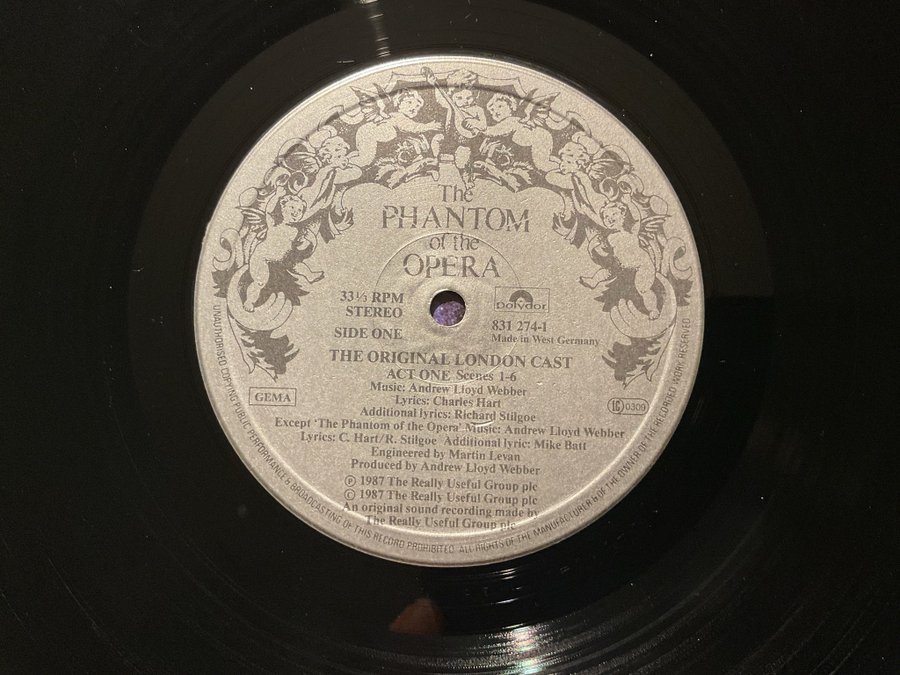 The
PHANTOM
of the
OPERA
33 1/3 RPM
STEREO
SIDE ONE
polydor
831 274-1
Made in West Germany
THE ORIGINAL LONDON CAST
ACT ONE Scenes 1-6
Music: Andrew Lloyd Webber
Lyrics: Charles Hart
Additional lyrics: Richard Stilgoe
Except 'The Phantom of the Opera' Music: Andrew Lloyd Webber
Lyrics: C. Hart/R. Stilgoe Additional lyric: Mike Batt
Engineered by Martin Levan
Produced by Andrew Lloyd Webber
℗ 1987 The Really Useful Group plc
© 1987 The Really Useful Group plc
An original sound recording made by
The Really Useful Group plc
GEMA
LC 0309
UNAUTHORISED COPYING PUBLIC PERFORMANCE & BROADCASTING OF THIS RECORD PROHIBITED. ALL RIGHTS OF THE MANUFACTURER & OF THE OWNER OF THE RECORDED WORK RESERVED